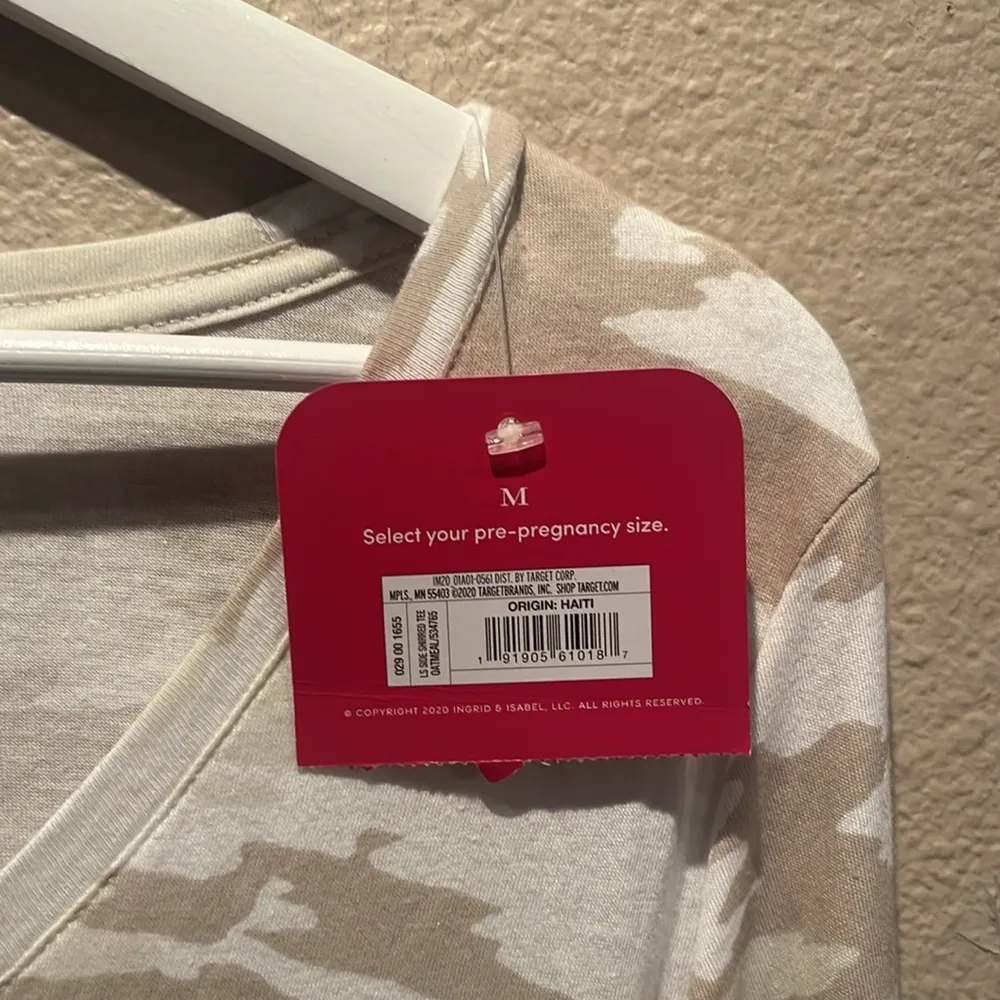 M
Select your pre-pregnancy size.
IM20_01A01-0561 DIST. BY TARGET CORP.
MPLS., MN 55403 ©2020 TARGETBRANDS, INC. SHOP TARGET.COM
029 00 1655
LS SIDE SHIRRED TEE
OATMEAL/534765
ORIGIN: HAITI
1 91905 61018 7
© COPYRIGHT 2020 INGRID & ISABEL, LLC. ALL RIGHTS RESERVED.